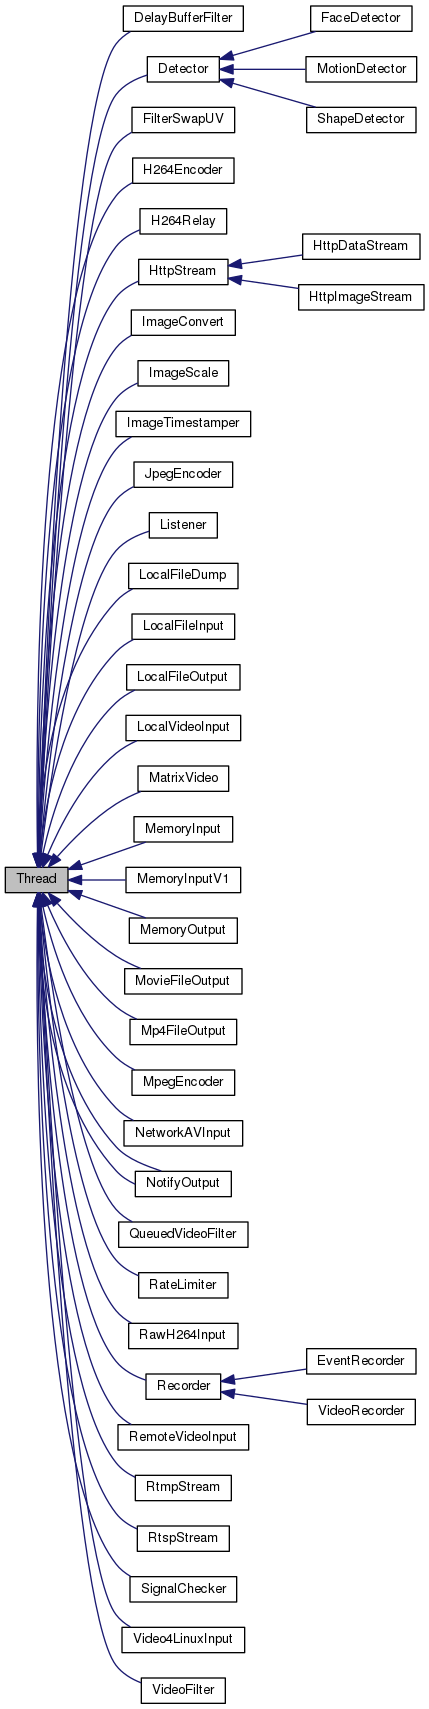 DelayBufferFilter
FaceDetector
Detector
MotionDetector
ShapeDetector
FilterSwapUV
H264Encoder
H264Relay
HttpStream
HttpDataStream
HttpImageStream
ImageConvert
ImageScale
ImageTimestamper
JpegEncoder
Listener
LocalFileDump
LocalFileInput
LocalFileOutput
LocalVideoInput
MatrixVideo
MemoryInput
Thread
MemoryInputV1
MemoryOutput
MovieFileOutput
Mp4FileOutput
MpegEncoder
NetworkAVInput
NotifyOutput
QueuedVideoFilter
RateLimiter
RawH264Input
EventRecorder
Recorder
VideoRecorder
RemoteVideoInput
RtmpStream
RtspStream
SignalChecker
Video4LinuxInput
VideoFilter